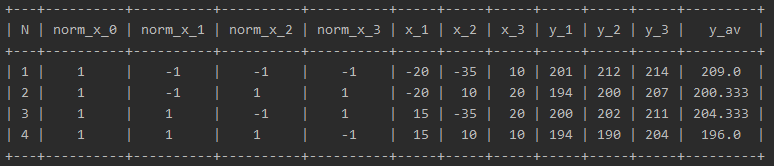 +---+----------+----------+----------+----------+-----+-----+-----+-----+-----+-----+---------+
| N | norm_x_0 | norm_x_1 | norm_x_2 | norm_x_3 | x_1 | x_2 | x_3 | y_1 | y_2 | y_3 |   y_av  |
+---+----------+----------+----------+----------+-----+-----+-----+-----+-----+-----+---------+
| 1 |    1     |    -1    |    -1    |    -1    | -20 | -35 |  10 | 201 | 212 | 214 |  209.0  |
| 2 |    1     |    -1    |    1     |    1     | -20 |  10 |  20 | 194 | 200 | 207 | 200.333 |
| 3 |    1     |    1     |    -1    |    1     |  15 | -35 |  20 | 200 | 202 | 211 | 204.333 |
| 4 |    1     |    1     |    1     |    -1    |  15 |  10 |  10 | 194 | 190 | 204 |  196.0  |
+---+----------+----------+----------+----------+-----+-----+-----+-----+-----+-----+---------+